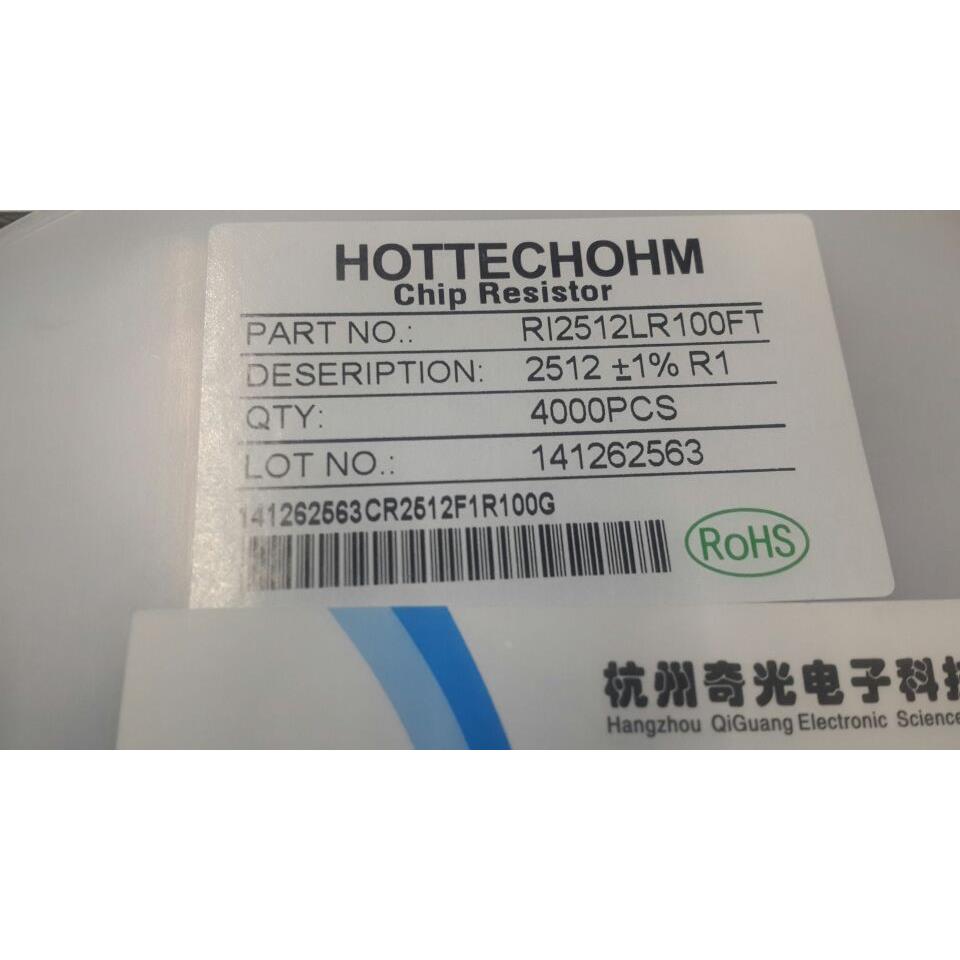 HOTTECHOHM
Chip Resistor
PART NO.: RI2512LR100FT
DESERIPTION: 2512 ±1% R1
QTY: 4000PCS
LOT NO.: 141262563
141262563CR2512F1R100G
RoHS
杭州奇光电子科
Hangzhou QiGuang Electronic Science